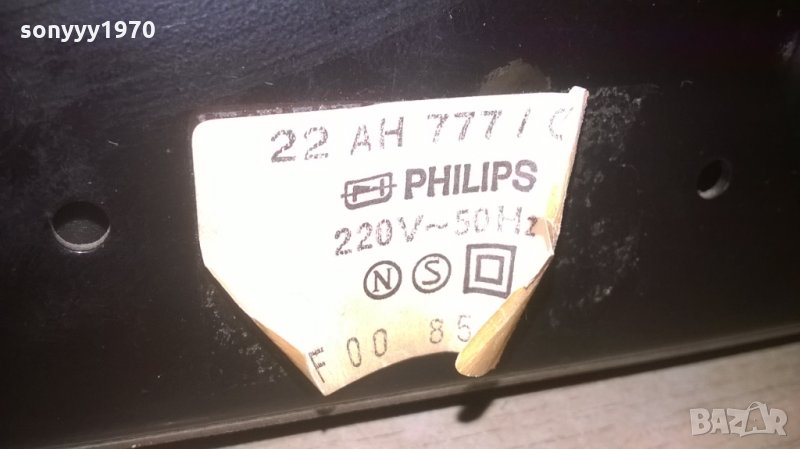 sonyyy1970
22 AH 777 /
PHILIPS
220V~50Hz
N S
F 00 85
BAZAR